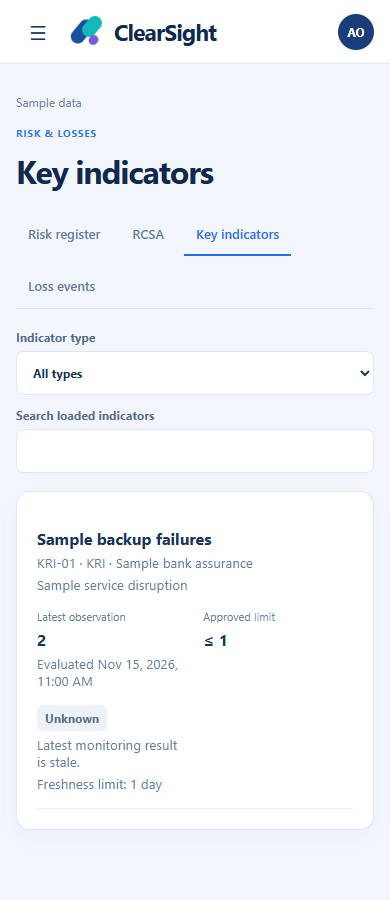 ClearSight
AO
Sample data
RISK & LOSSES
Key indicators
Risk register
RCSA
Key indicators
Loss events
Indicator type
All types
Search loaded indicators
Sample backup failures
KRI-01 · KRI · Sample bank assurance
Sample service disruption
Latest observation
2
Evaluated Nov 15, 2026,
11:00 AM
Approved limit
≤ 1
Unknown
Latest monitoring result
is stale.
Freshness limit: 1 day